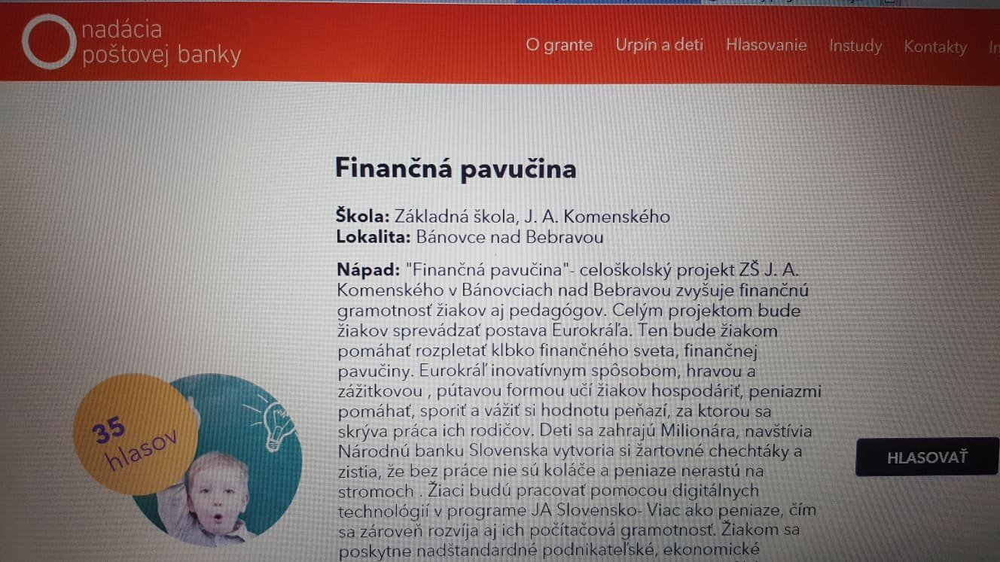 nadácia
poštovej banky
O grante Urpín a deti Hlasovanie Instudy Kontakty
Finančná pavučina
Škola: Základná škola, J. A. Komenského
Lokalita: Bánovce nad Bebravou
Nápad: "Finančná pavučina"- celoškolský projekt ZŠ J. A.
Komenského v Bánovciach nad Bebravou zvyšuje finančnú
gramotnosť žiakov aj pedagógov. Celým projektom bude
žiakov sprevádzať postava Eurokráľa. Ten bude žiakom
pomáhať rozpletať klbko finančného sveta, finančnej
pavučiny. Eurokráľ inovatívnym spôsobom, hravou a
zážitkovou , pútavou formou učí žiakov hospodáriť, peniazmi
pomáhať, sporiť a vážiť si hodnotu peňazí, za ktorou sa
skrýva práca ich rodičov. Deti sa zahrajú Milionára, navštívia
Národnú banku Slovenska vytvoria si žartovné chechtáky a
zistia, že bez práce nie sú koláče a peniaze nerastú na
stromoch . Žiaci budú pracovať pomocou digitálnych
technológií v programe JA Slovensko- Viac ako peniaze, čím
sa zároveň rozvíja aj ich počítačová gramotnosť. Žiakom sa
poskytne nadštandardné podnikateľské, ekonomické
35
hlasov
HLASOVAŤ